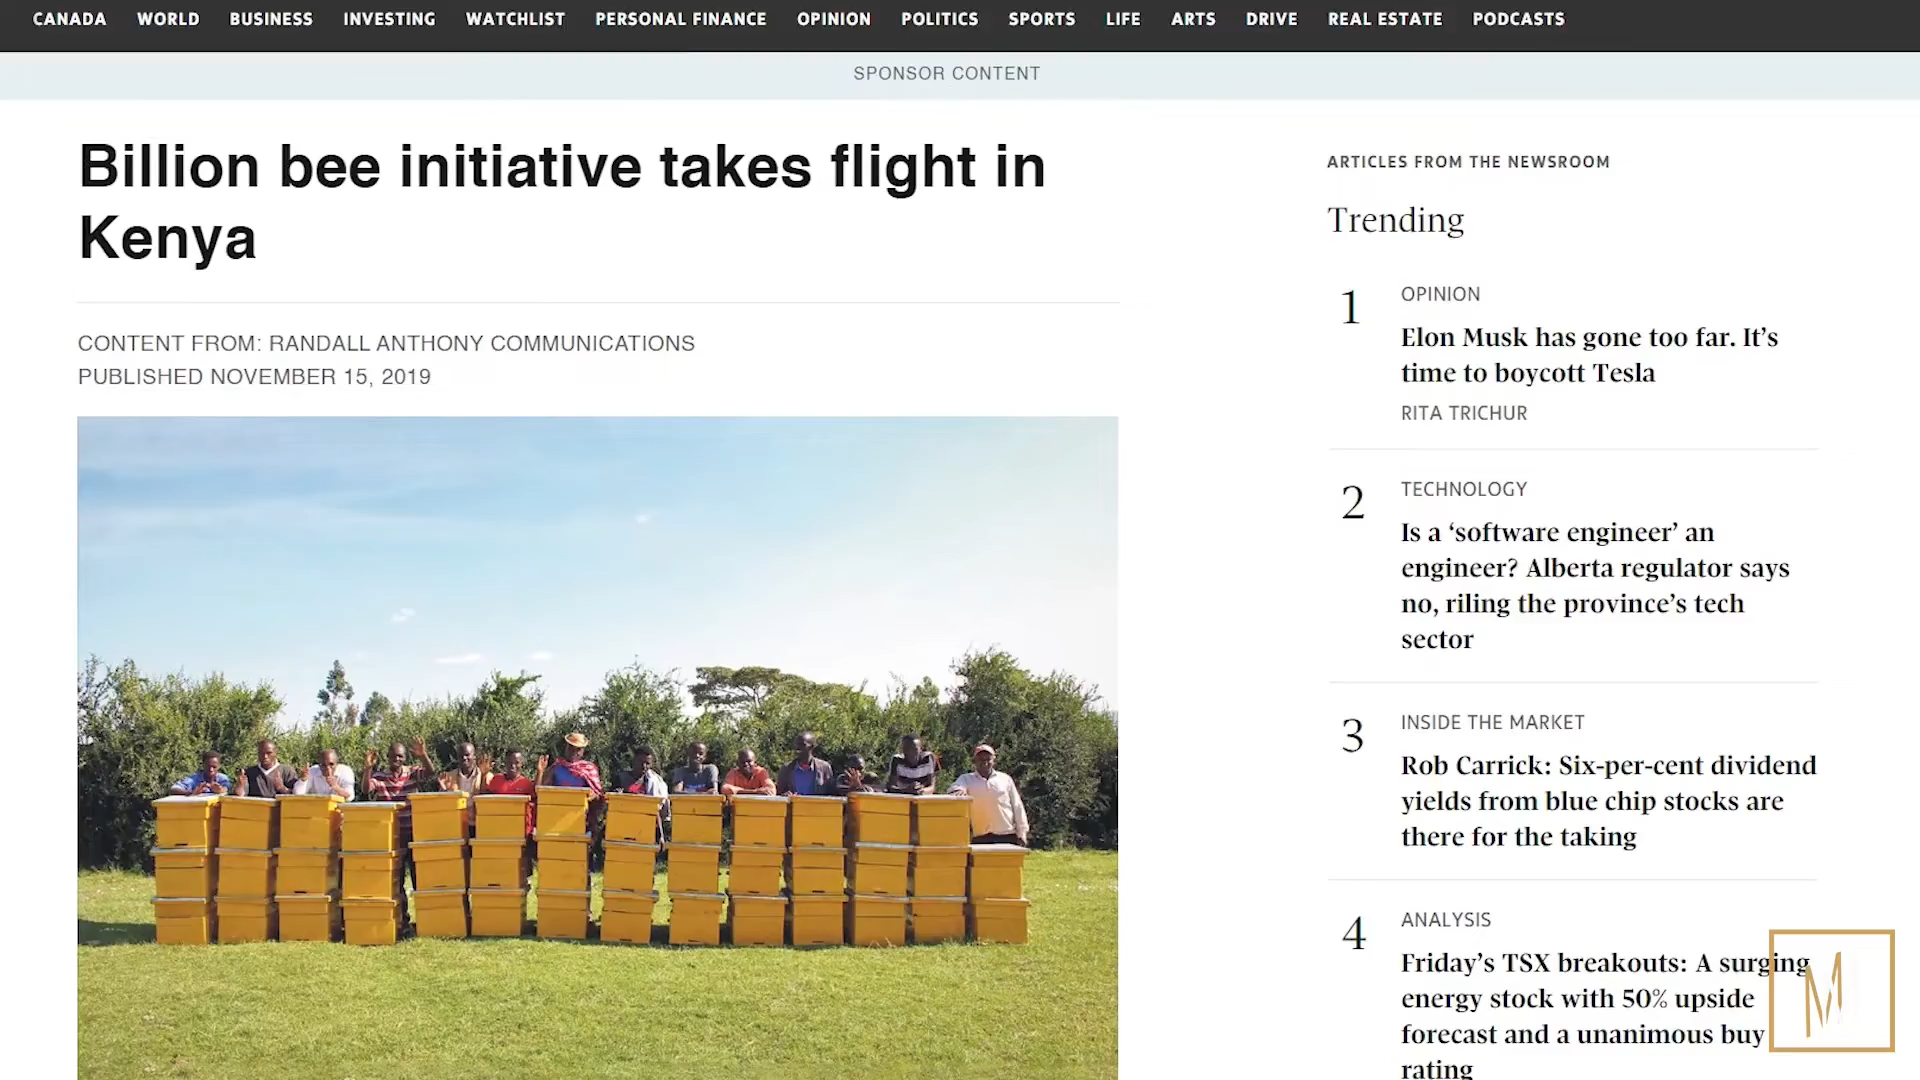 CANADA WORLD BUSINESS INVESTING WATCHLIST PERSONAL FINANCE OPINION POLITICS SPORTS LIFE ARTS DRIVE REAL ESTATE PODCASTS
SPONSOR CONTENT
Billion bee initiative takes flight in
Kenya
CONTENT FROM: RANDALL ANTHONY COMMUNICATIONS
PUBLISHED NOVEMBER 15, 2019
ARTICLES FROM THE NEWSROOM
Trending
1
OPINION
Elon Musk has gone too far. It’s
time to boycott Tesla
RITA TRICHUR
2
TECHNOLOGY
Is a ‘software engineer’ an
engineer? Alberta regulator says
no, riling the province’s tech
sector
3
INSIDE THE MARKET
Rob Carrick: Six-per-cent dividend
yields from blue chip stocks are
there for the taking
4
ANALYSIS
Friday’s TSX breakouts: A surging
energy stock with 50% upside
forecast and a unanimous buy
rating
M